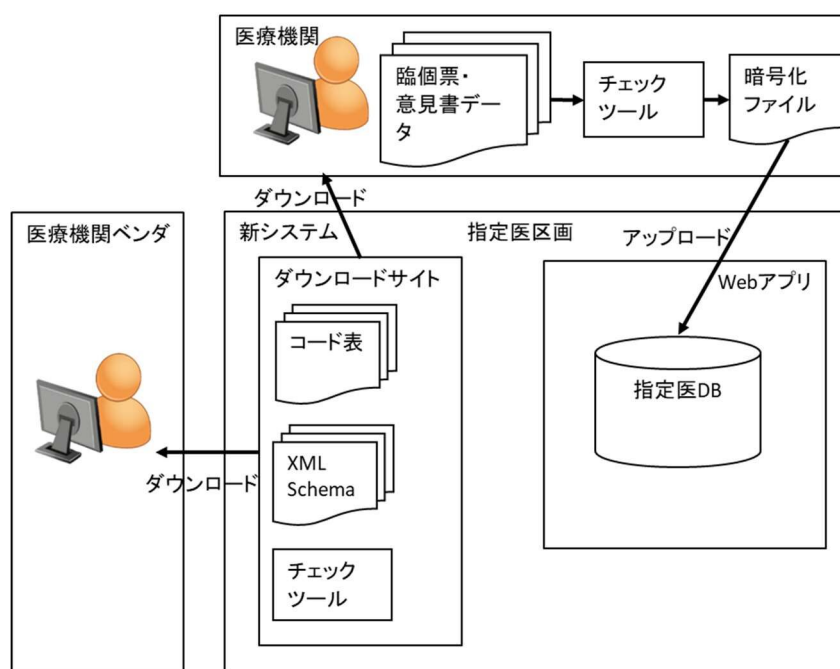 医療機関
臨個票・
意見書デー
タ
チェック
ツール
暗号化
ファイル
ダウンロード
アップロード
医療機関ベンダ
新システム
指定医区画
ダウンロードサイト
コード表
XML
Schema
チェック
ツール
ダウンロード
Webアプリ
指定医DB